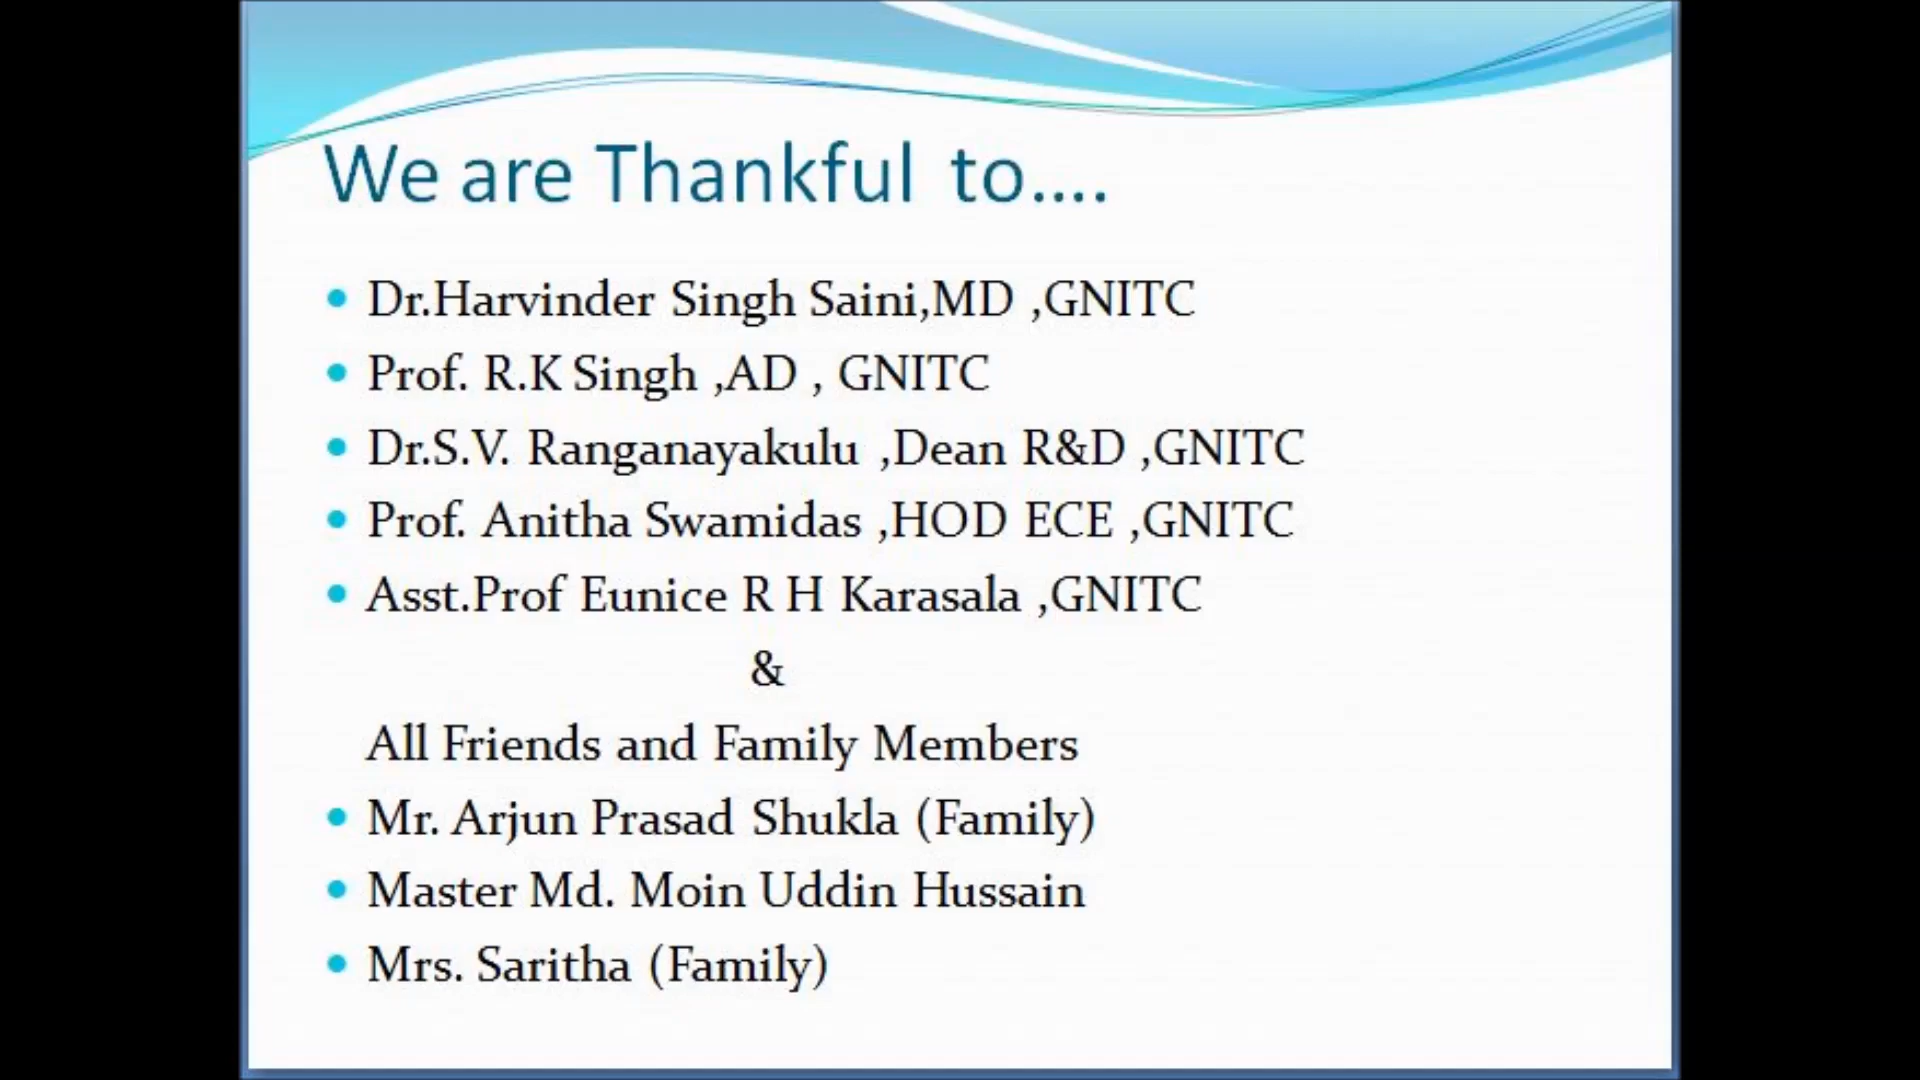 We are Thankful to....
• Dr.Harvinder Singh Saini,MD ,GNITC
• Prof. R.K Singh ,AD , GNITC
• Dr.S.V. Ranganayakulu ,Dean R&D ,GNITC
• Prof. Anitha Swamidas ,HOD ECE ,GNITC
• Asst.Prof Eunice R H Karasala ,GNITC
&
All Friends and Family Members
• Mr. Arjun Prasad Shukla (Family)
• Master Md. Moin Uddin Hussain
• Mrs. Saritha (Family)